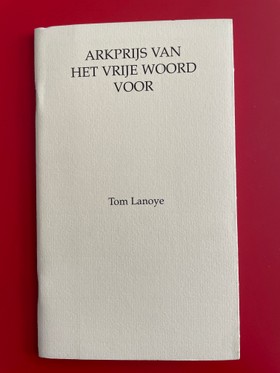 ARKPRIJS VAN
HET VRIJE WOORD
VOOR
Tom Lanoye